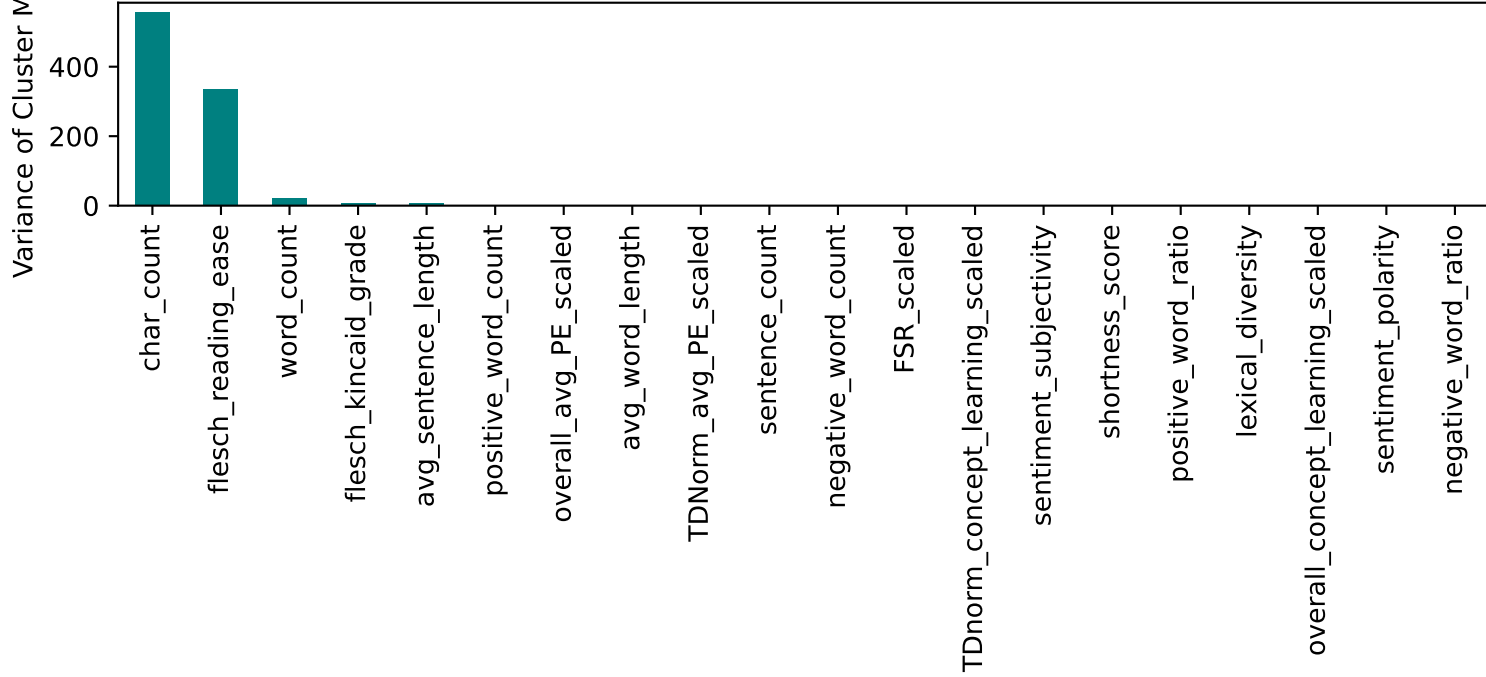 Variance of Cluster M
400
200
0
char_count
flesch_reading_ease
word_count
flesch_kincaid_grade
avg_sentence_length
positive_word_count
overall_avg_PE_scaled
avg_word_length
TDNorm_avg_PE_scaled
sentence_count
negative_word_count
FSR_scaled
TDnorm_concept_learning_scaled
sentiment_subjectivity
shortness_score
positive_word_ratio
lexical_diversity
overall_concept_learning_scaled
sentiment_polarity
negative_word_ratio